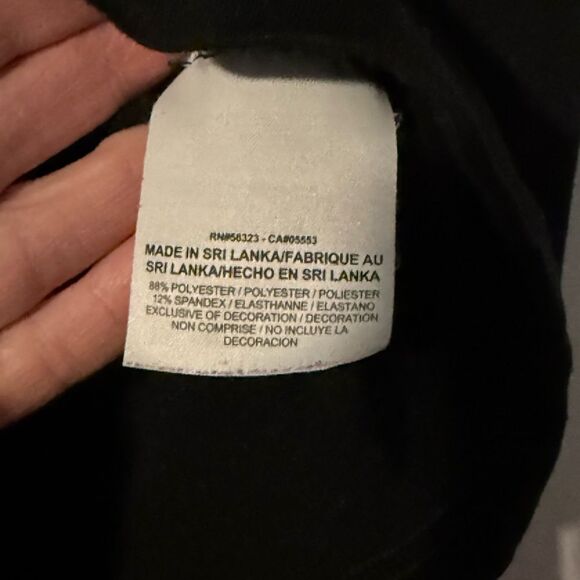 RN#56323 - CA#05553
MADE IN SRI LANKA/FABRIQUE AU
SRI LANKA/HECHO EN SRI LANKA
88% POLYESTER / POLYESTER / POLIESTER
12% SPANDEX / ELASTHANNE / ELASTANO
EXCLUSIVE OF DECORATION / DECORATION
NON COMPRISE / NO INCLUYE LA
DECORACION